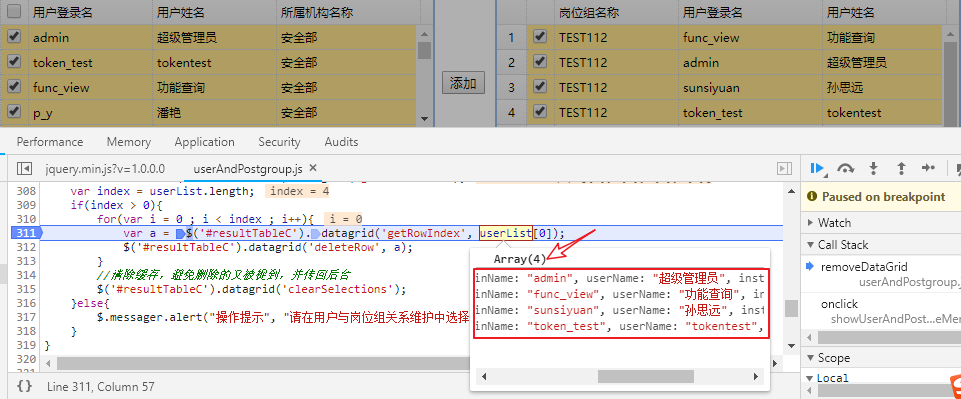 用户登录名 用户姓名 所属机构名称
admin 超级管理员 安全部
token_test tokentest 安全部
func_view 功能查询 安全部
p_y 潘艳 安全部
添加
岗位组名称 用户登录名 用户姓名
1 TEST112 func_view 功能查询
2 TEST112 admin 超级管理员
3 TEST112 sunsiyuan 孙思远
4 TEST112 token_test tokentest
Performance Memory Application Security Audits
jquery.min.js?v=1.0.0.0 userAndPostgroup.js ×
308 var index = userList.length; index = 4
309 if(index > 0){
310 for(var i = 0 ; i < index ; i++){ i = 0
311 var a = $('#resultTableC').datagrid('getRowIndex', userList[0]);
312 $('#resultTableC').datagrid('deleteRow', a);
313 }
314 //清除缓存，避免删除的又被提到，并传回后台
315 $('#resultTableC').datagrid('clearSelections');
316 }else{
317 $.messager.alert("操作提示", "请在用户与岗位组关系维护中选择
318 }
319 }
320
321
Array(4)
inName: "admin", userName: "超级管理员", inst
inName: "func_view", userName: "功能查询", in
inName: "sunsiyuan", userName: "孙思远", inst
inName: "token_test", userName: "tokentest",
{} Line 311, Column 57
Paused on breakpoint
Watch
Call Stack
removeDataGrid
userAndPostgroup.j
onclick
showUserAndPost…eMe
Scope
Local